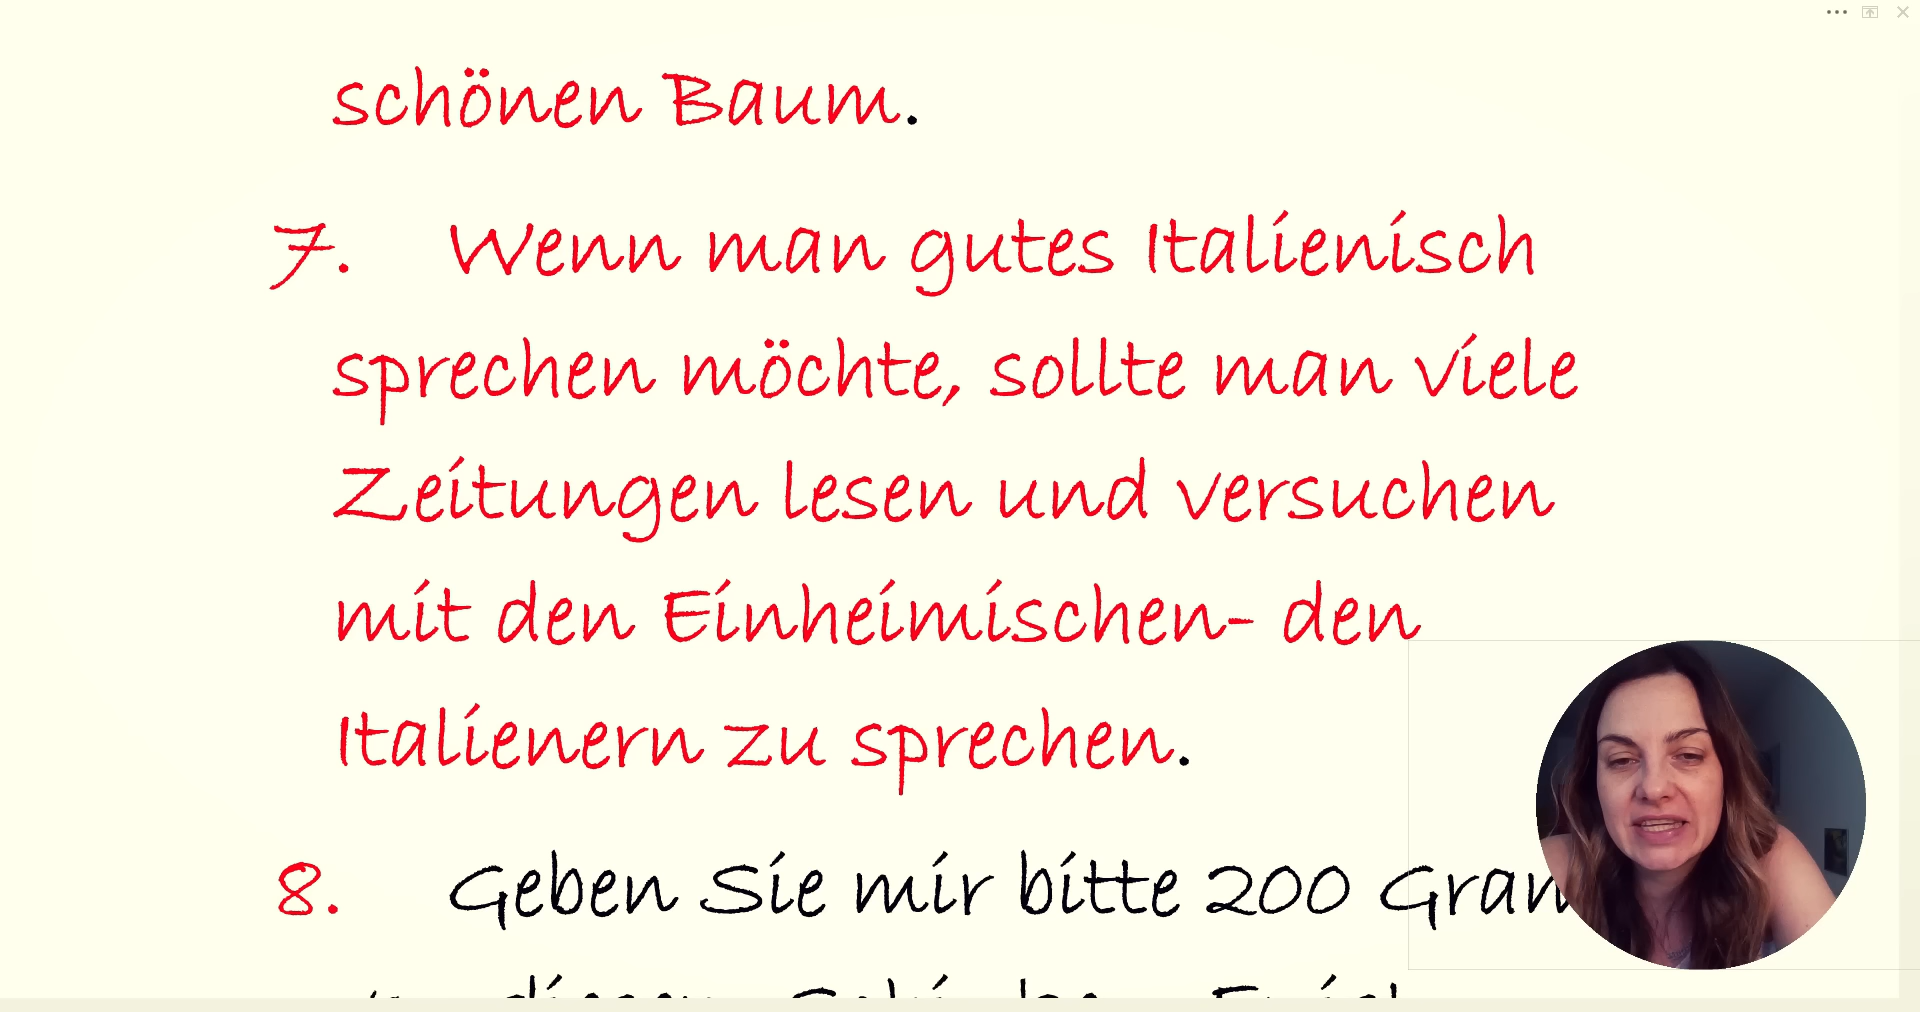 schönen Baum.
7. Wenn man gutes Italienisch
sprechen möchte, sollte man viele
Zeitungen lesen und versuchen
mit den Einheimischen- den
Italienern zu sprechen.
8. Geben Sie mir bitte 200